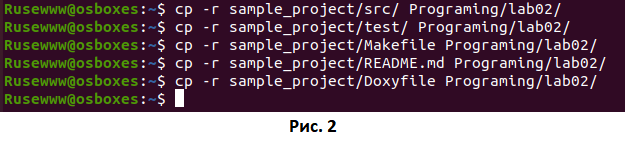 Rusewww@osboxes:~$ cp -r sample_project/src/ Programing/lab02/
Rusewww@osboxes:~$ cp -r sample_project/test/ Programing/lab02/
Rusewww@osboxes:~$ cp -r sample_project/Makefile Programing/lab02/
Rusewww@osboxes:~$ cp -r sample_project/README.md Programing/lab02/
Rusewww@osboxes:~$ cp -r sample_project/Doxyfile Programing/lab02/
Rusewww@osboxes:~$
Рис. 2